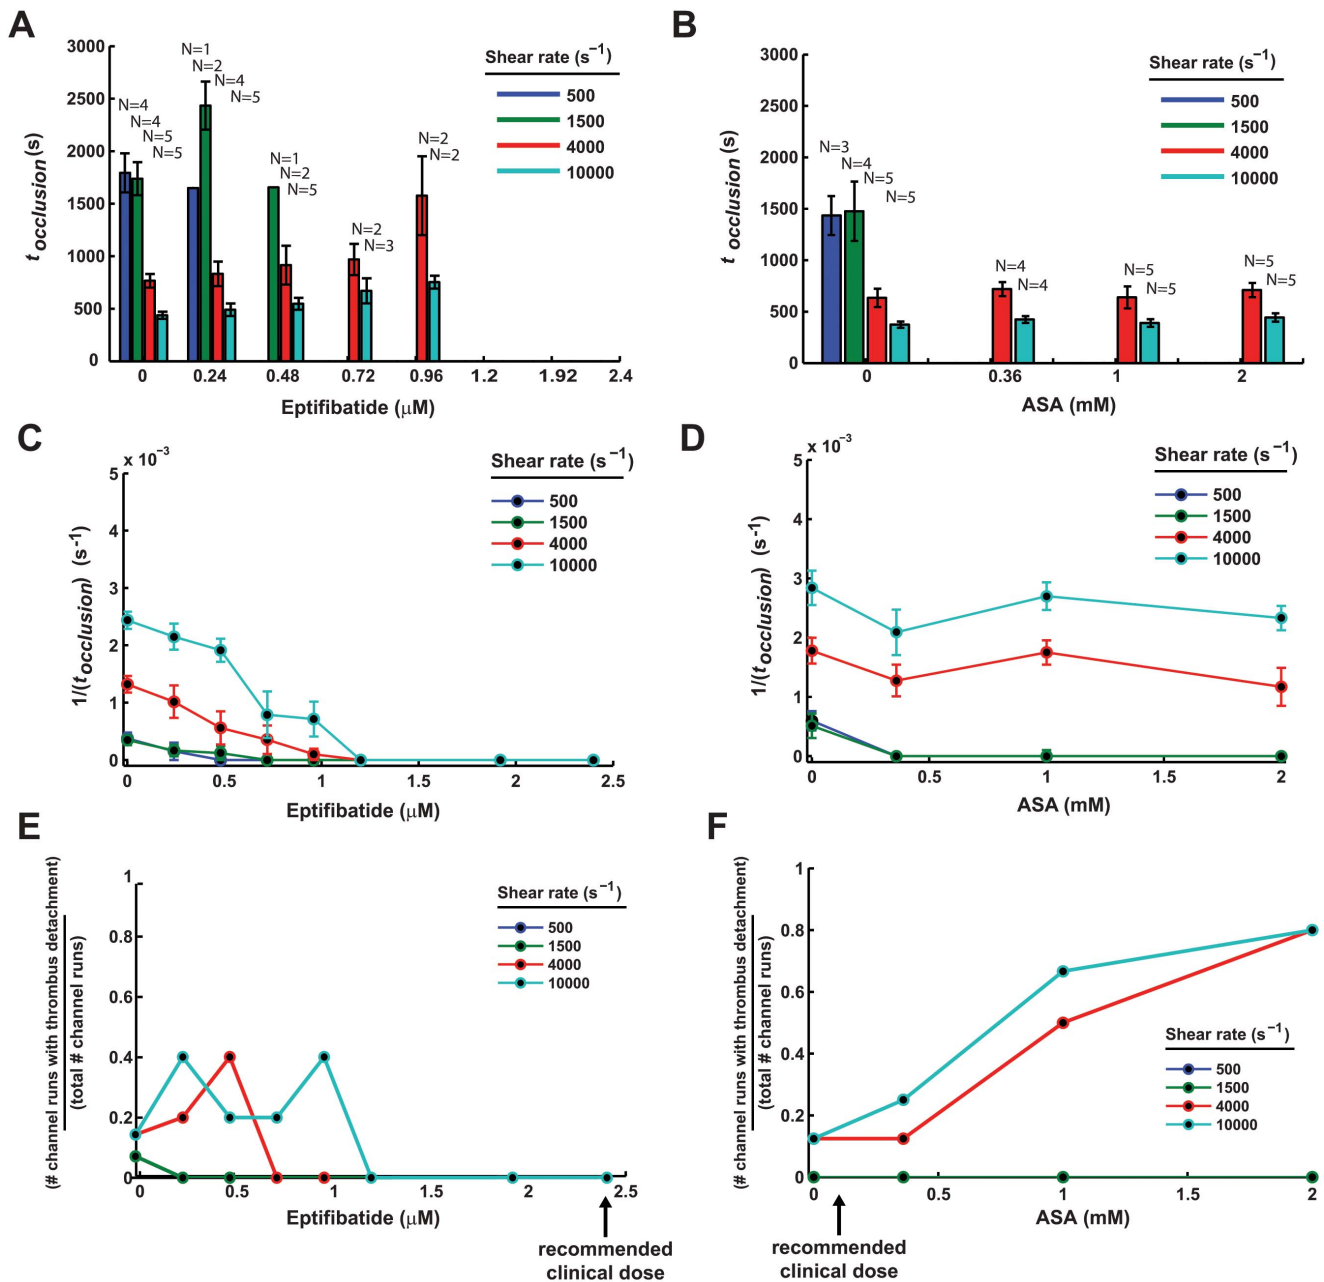 A
3000
2500
2000
1500
1000
500
0
t occlusion (s)
N=4
N=4
N=5
N=5
N=1
N=2
N=4
N=5
N=1
N=2
N=5
N=2
N=3
N=2
N=2
Shear rate (s⁻¹)
500
1500
4000
10000
0 0.24 0.48 0.72 0.96 1.2 1.92 2.4
Eptifibatide (μM)
B
3000
2500
2000
1500
1000
500
0
t occlusion (s)
N=3
N=4
N=5
N=5
N=4
N=4
N=5
N=5
N=5
N=5
Shear rate (s⁻¹)
500
1500
4000
10000
0 0.36 1 2
ASA (mM)
C
x 10⁻³
5
4
3
2
1
0
1/(t occlusion) (s⁻¹)
Shear rate (s⁻¹)
500
1500
4000
10000
0 0.5 1 1.5 2 2.5
Eptifibatide (μM)
D
x 10⁻³
5
4
3
2
1
0
1/(t occlusion) (s⁻¹)
Shear rate (s⁻¹)
500
1500
4000
10000
0 0.5 1 1.5 2
ASA (mM)
E
1
0.8
0.6
0.4
0.2
0
(# channel runs with thrombus detachment)
(total # channel runs)
Shear rate (s⁻¹)
500
1500
4000
10000
0 0.5 1 1.5 2 2.5
Eptifibatide (μM)
recommended
clinical dose
F
1
0.8
0.6
0.4
0.2
0
(# channel runs with thrombus detachment)
(total # channel runs)
Shear rate (s⁻¹)
500
1500
4000
10000
0 0.5 1 1.5 2
ASA (mM)
recommended
clinical dose